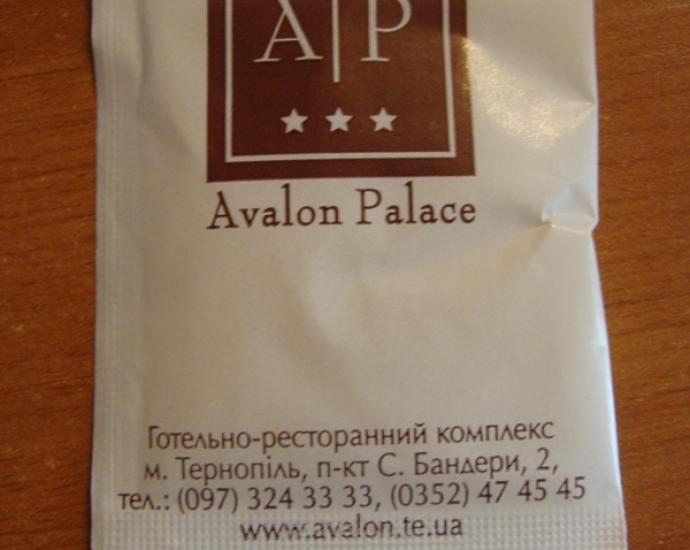 A|P
Avalon Palace
Готельно-ресторанний комплекс
м. Тернопіль, п-кт С. Бандери, 2,
тел.: (097) 324 33 33, (0352) 47 45 45
www.avalon.te.ua